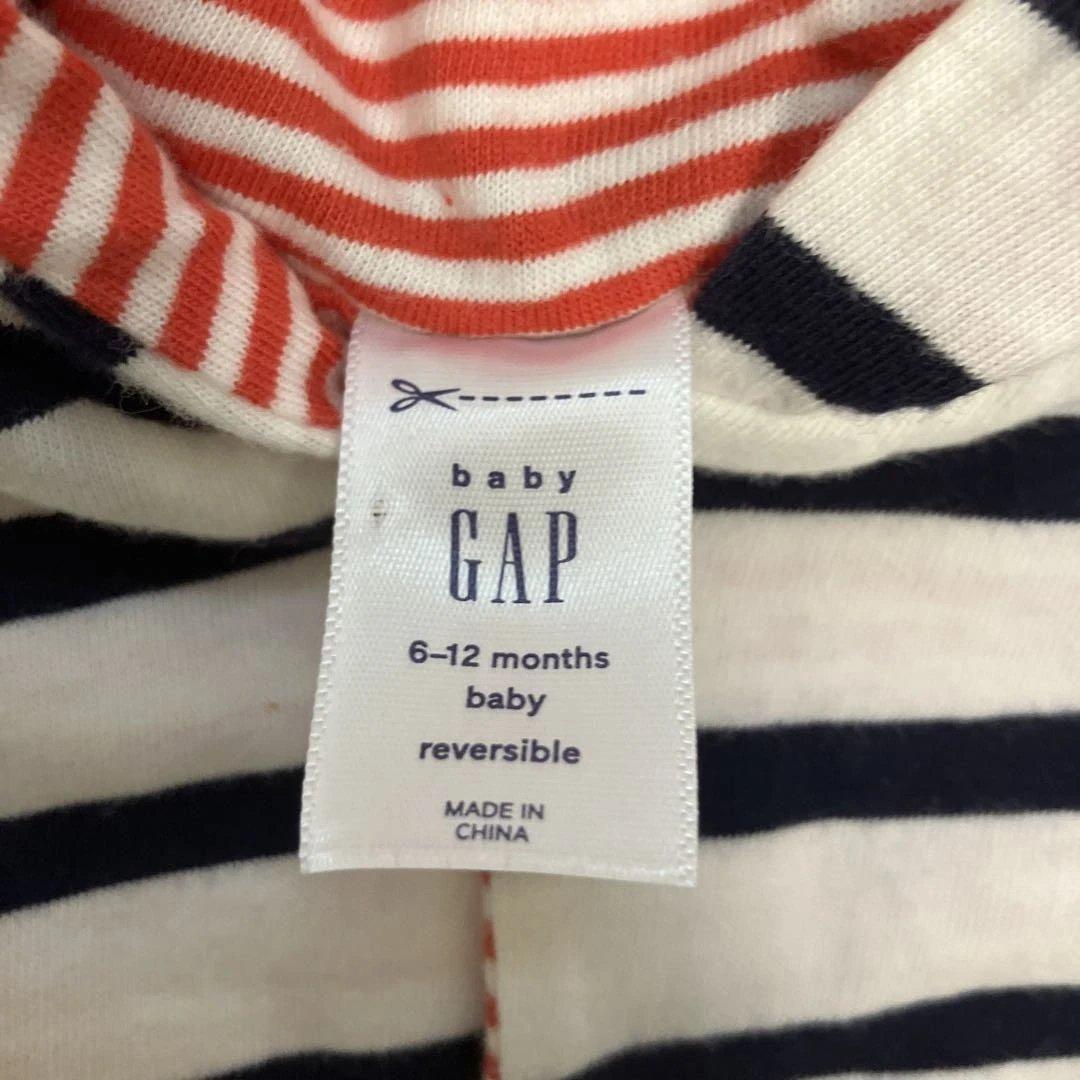 baby
GAP
6–12 months
baby
reversible
MADE IN
CHINA